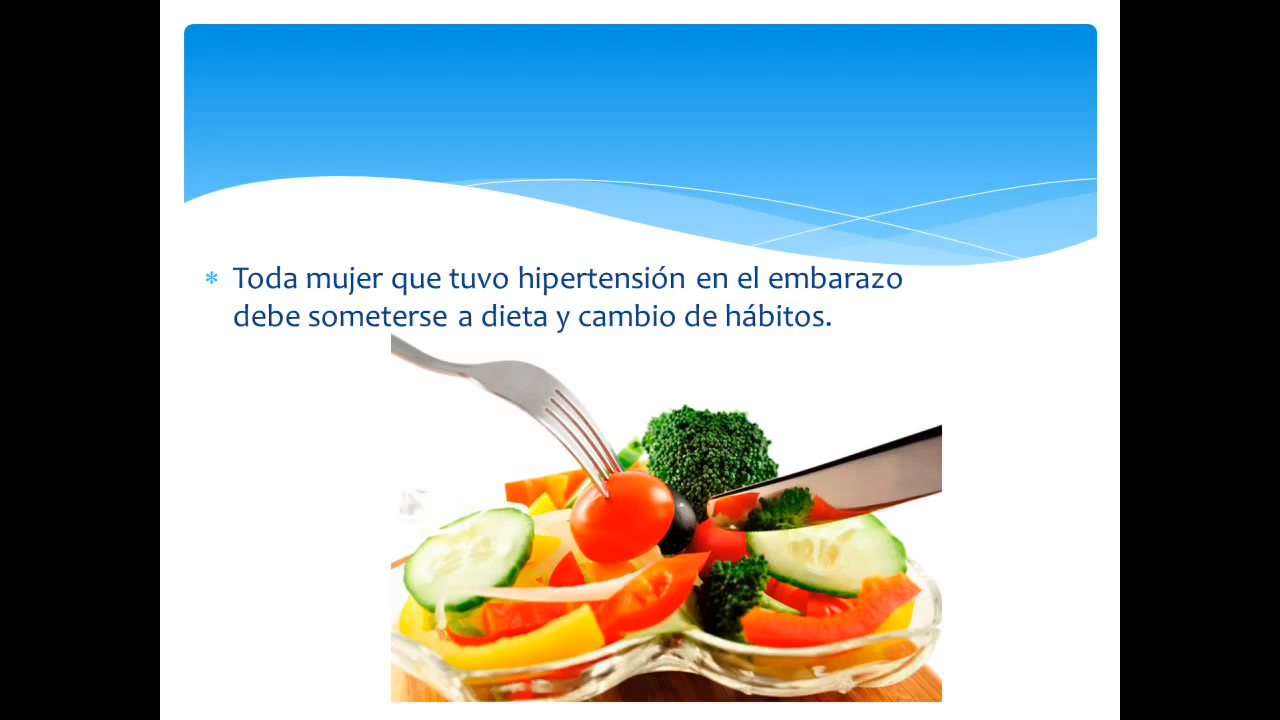 * Toda mujer que tuvo hipertensión en el embarazo
debe someterse a dieta y cambio de hábitos.